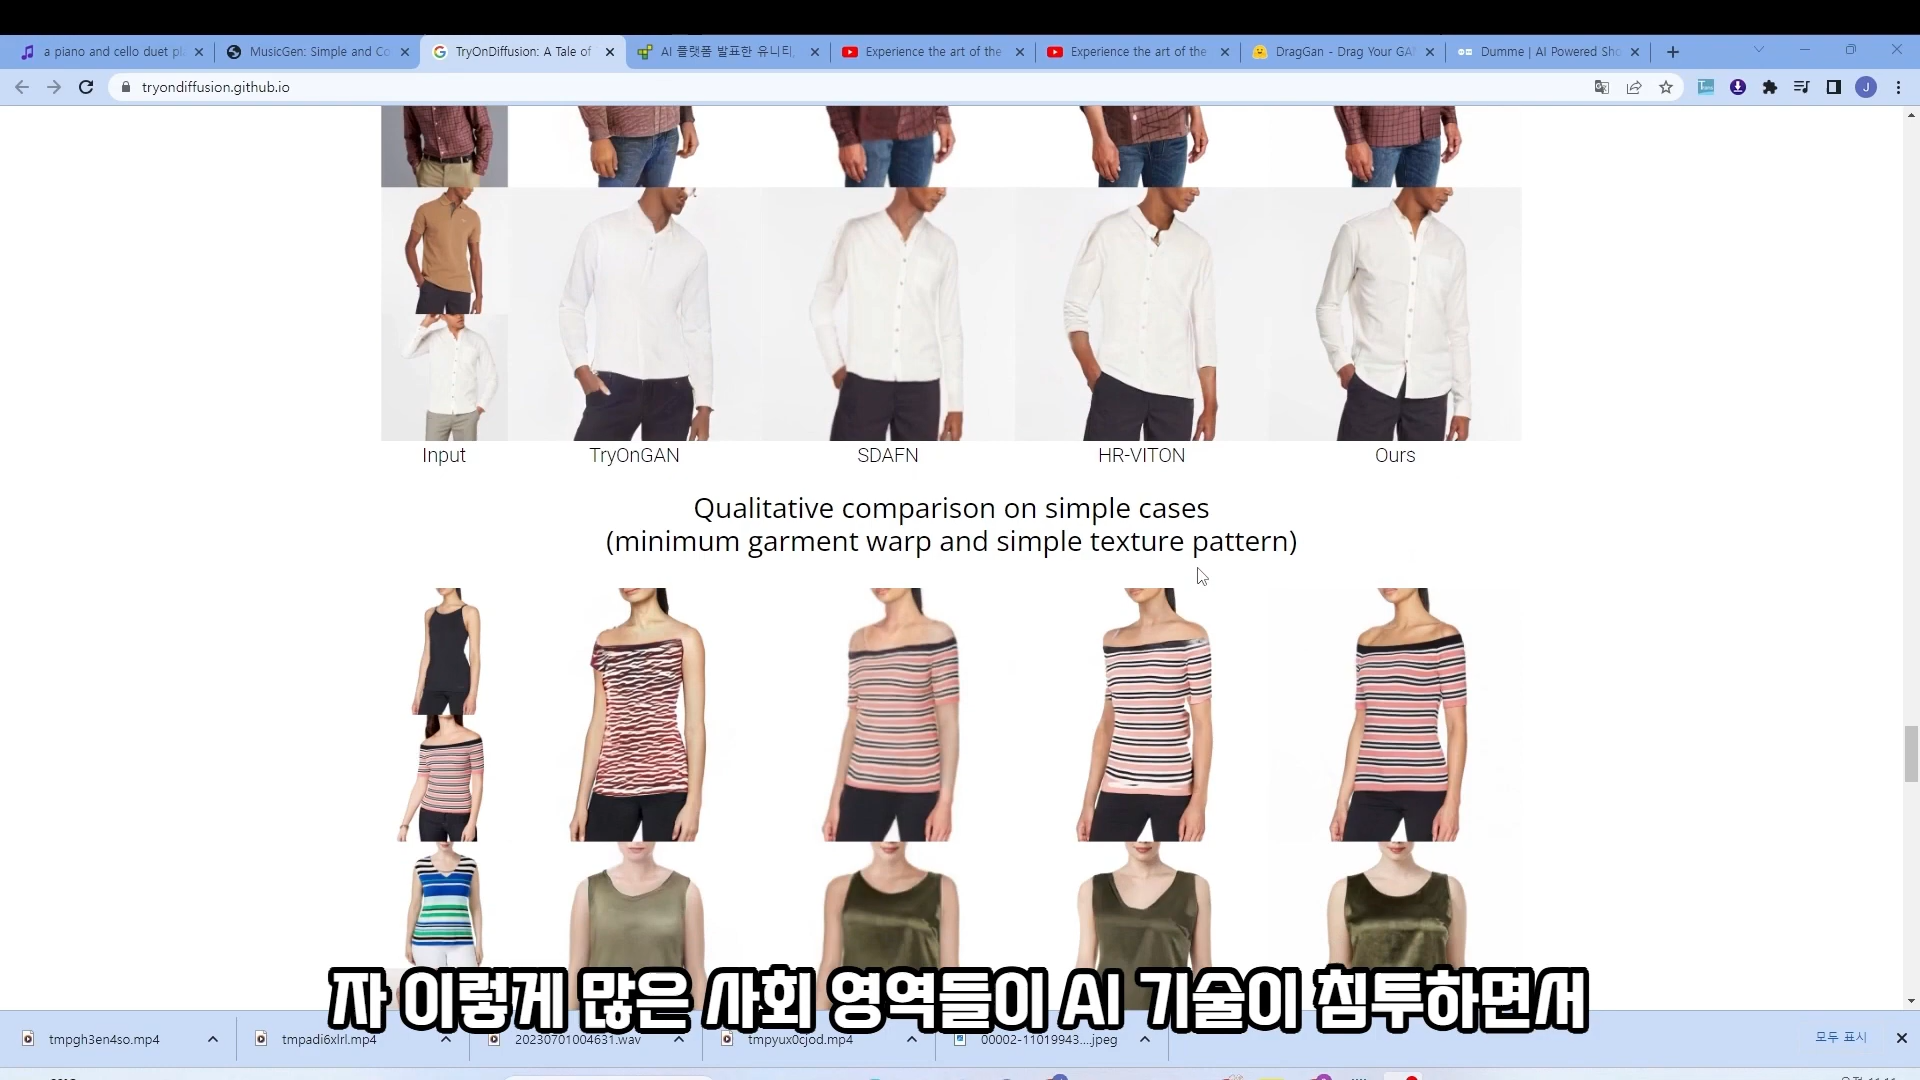 a piano and cello duet pl
MusicGen: Simple and Co
TryOnDiffusion: A Tale of
AI 플랫폼 발표한 유니티,
Experience the art of the
Experience the art of the
DragGan - Drag Your GA
Dumme | AI Powered Sho
tryondiffusion.github.io
J
Input TryOnGAN SDAFN HR-VITON Ours
Qualitative comparison on simple cases
(minimum garment warp and simple texture pattern)
자 이렇게 많은 사회 영역들이 AI 기술이 침투하면서
tmpgh3en4so.mp4
tmpadi6xlrl.mp4
20230701004631.wav
tmpyux0cjod.mp4
00002-11019943....jpeg
모두 표시